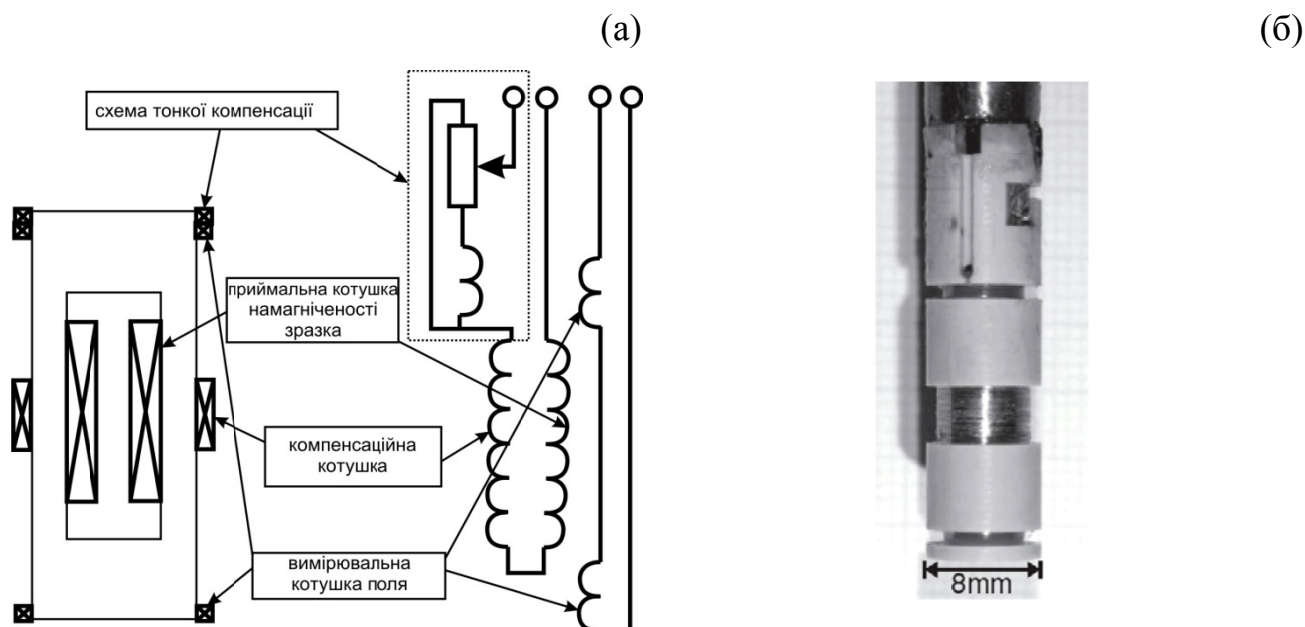 (а)
(б)
схема тонкої компенсації
приймальна котушка
намагніченості
зразка
компенсаційна
котушка
вимірювальна
котушка поля
8mm